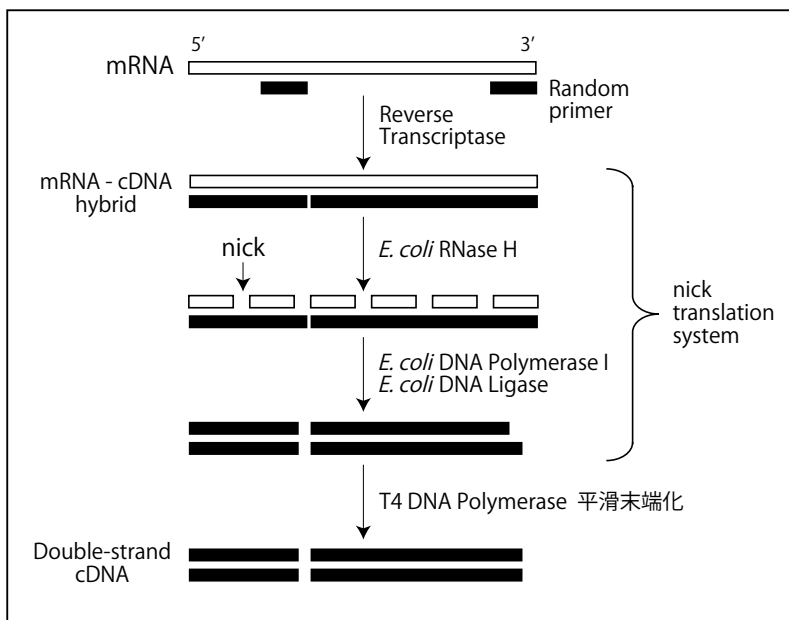 5′ 3′
mRNA
Random
primer
Reverse
Transcriptase
mRNA - cDNA
hybrid
nick
E. coli RNase H
nick
translation
system
E. coli DNA Polymerase I
E. coli DNA Ligase
T4 DNA Polymerase 平滑末端化
Double-strand
cDNA